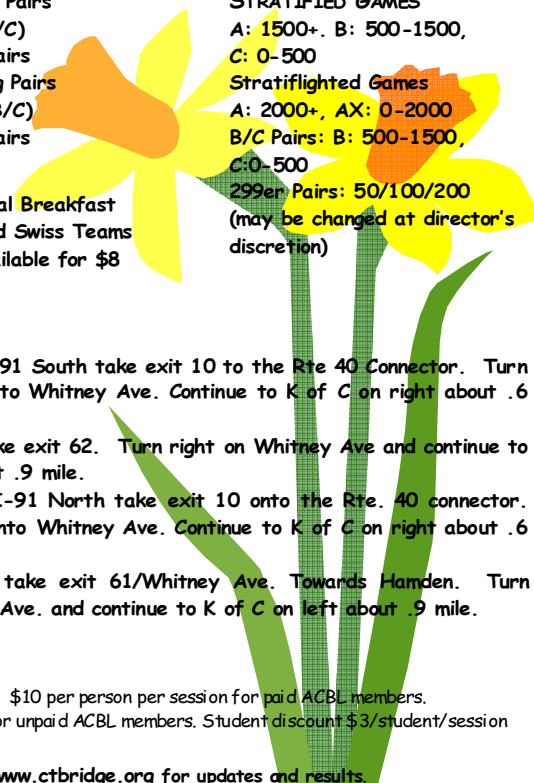 Pairs
/C)
airs
g Pairs
B/C)
airs
al Breakfast
d Swiss Teams
ilable for $8
STRATIFIED GAMES
A: 1500+. B: 500-1500,
C: 0-500
Stratiflighted Games
A: 2000+, AX: 0-2000
B/C Pairs: B: 500-1500,
C:0-500
299er Pairs: 50/100/200
(may be changed at director's
discretion)
-91 South take exit 10 to the Rte 40 Connector. Turn
to Whitney Ave. Continue to K of C on right about .6
ke exit 62. Turn right on Whitney Ave and continue to
t .9 mile.
I-91 North take exit 10 onto the Rte. 40 connector.
nto Whitney Ave. Continue to K of C on right about .6
take exit 61/Whitney Ave. Towards Hamden. Turn
Ave. and continue to K of C on left about .9 mile.
$10 per person per session for paid ACBL members.
or unpaid ACBL members. Student discount $3/student/session
www.ctbridge.org for updates and results.